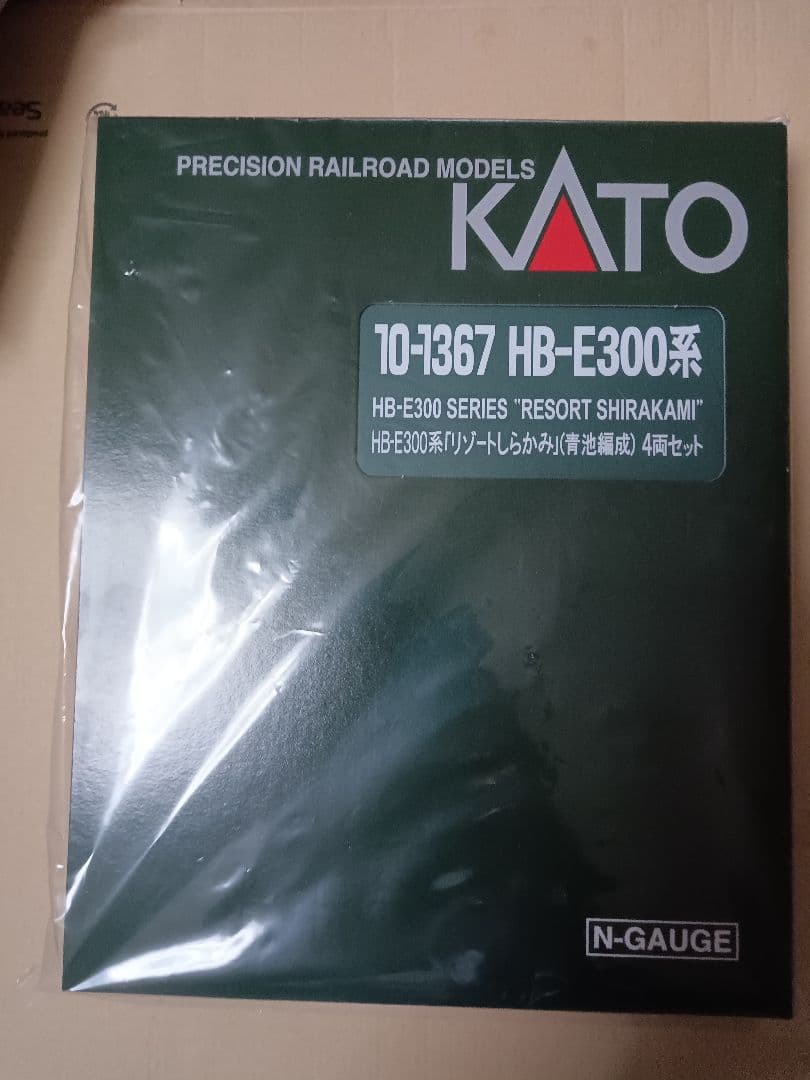 PRECISION RAILROAD MODELS
KATO
10-1367 HB-E300系
HB-E300 SERIES "RESORT SHIRAKAMI"
HB-E300系「リゾートしらかみ」(青池編成) 4両セット
N-GAUGE